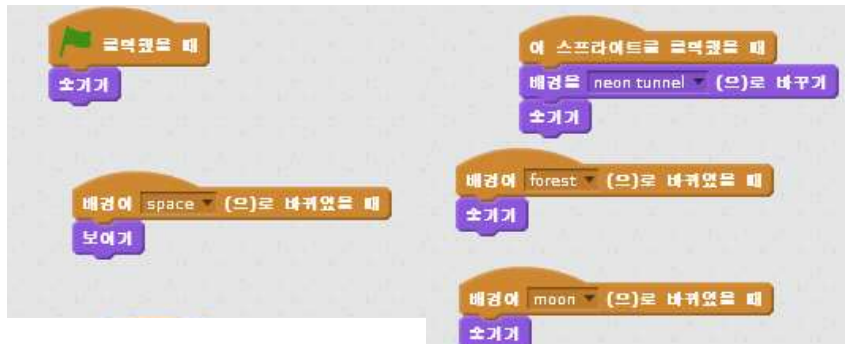 클릭했을 때
숨기기
배경이 space (으)로 바뀌었을 때
보이기
이 스프라이트를 클릭했을 때
배경을 neon tunnel (으)로 바꾸기
숨기기
배경이 forest (으)로 바뀌었을 때
숨기기
배경이 moon (으)로 바뀌었을 때
숨기기